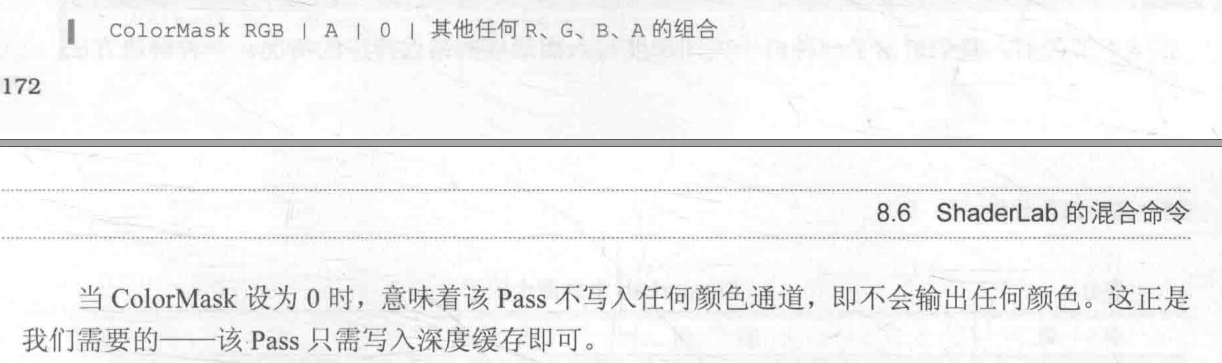 ColorMask RGB | A | 0 | 其他任何 R、G、B、A 的组合
172
8.6 ShaderLab 的混合命令
当 ColorMask 设为 0 时，意味着该 Pass 不写入任何颜色通道，即不会输出任何颜色。这正是
我们需要的——该 Pass 只需写入深度缓存即可。